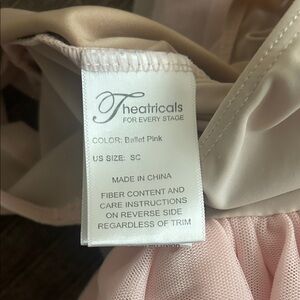 Theatricals
FOR EVERY STAGE
COLOR: Ballet Pink
US SIZE: SC
MADE IN CHINA
FIBER CONTENT AND
CARE INSTRUCTIONS
ON REVERSE SIDE
REGARDLESS OF TRIM